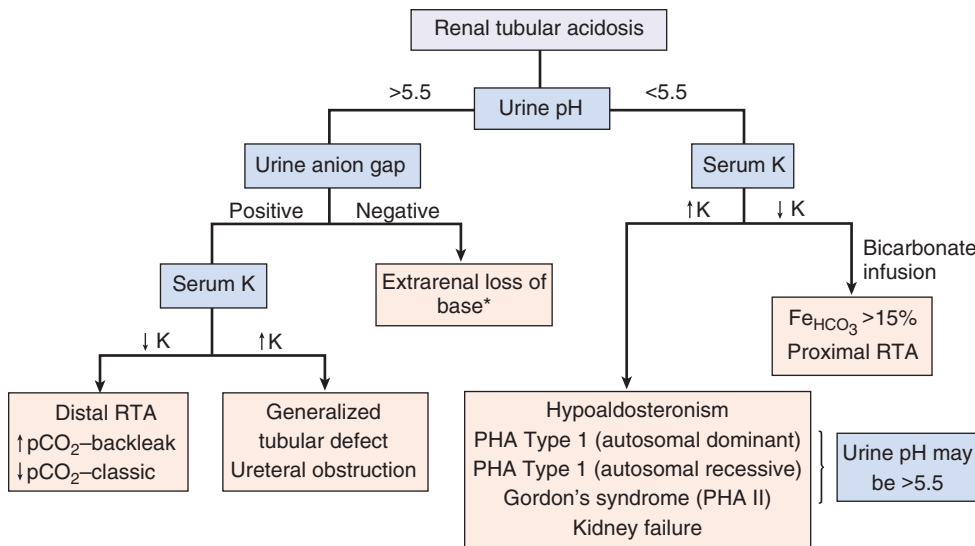 Renal tubular acidosis
>5.5
Urine pH
<5.5
Urine anion gap
Serum K
Positive
Negative
↑K
↓ K
Serum K
Extrarenal loss of
base*
Bicarbonate
infusion
FeHCO3 >15%
Proximal RTA
↓ K
↑K
Distal RTA
↑pCO2–backleak
↓pCO2–classic
Generalized
tubular defect
Ureteral obstruction
Hypoaldosteronism
PHA Type 1 (autosomal dominant)
PHA Type 1 (autosomal recessive)
Gordon's syndrome (PHA II)
Kidney failure
Urine pH may
be >5.5